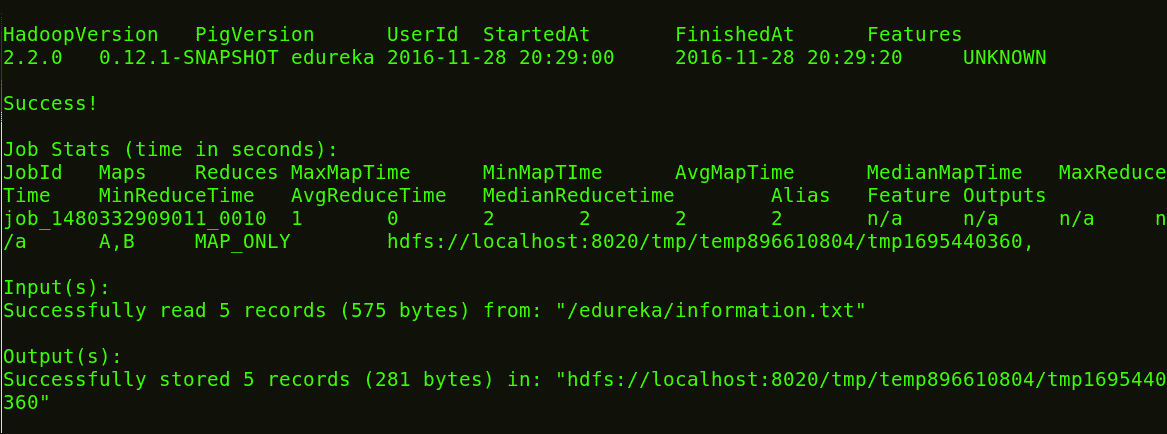 HadoopVersion PigVersion UserId StartedAt FinishedAt Features
2.2.0 0.12.1-SNAPSHOT edureka 2016-11-28 20:29:00 2016-11-28 20:29:20 UNKNOWN
Success!
Job Stats (time in seconds):
JobId Maps Reduces MaxMapTime MinMapTIme AvgMapTime MedianMapTime MaxReduce
Time MinReduceTime AvgReduceTime MedianReducetime Alias Feature Outputs
job_1480332909011_0010 1 0 2 2 2 2 n/a n/a n/a n
/a A,B MAP_ONLY hdfs://localhost:8020/tmp/temp896610804/tmp1695440360,
Input(s):
Successfully read 5 records (575 bytes) from: "/edureka/information.txt"
Output(s):
Successfully stored 5 records (281 bytes) in: "hdfs://localhost:8020/tmp/temp896610804/tmp1695440
360"